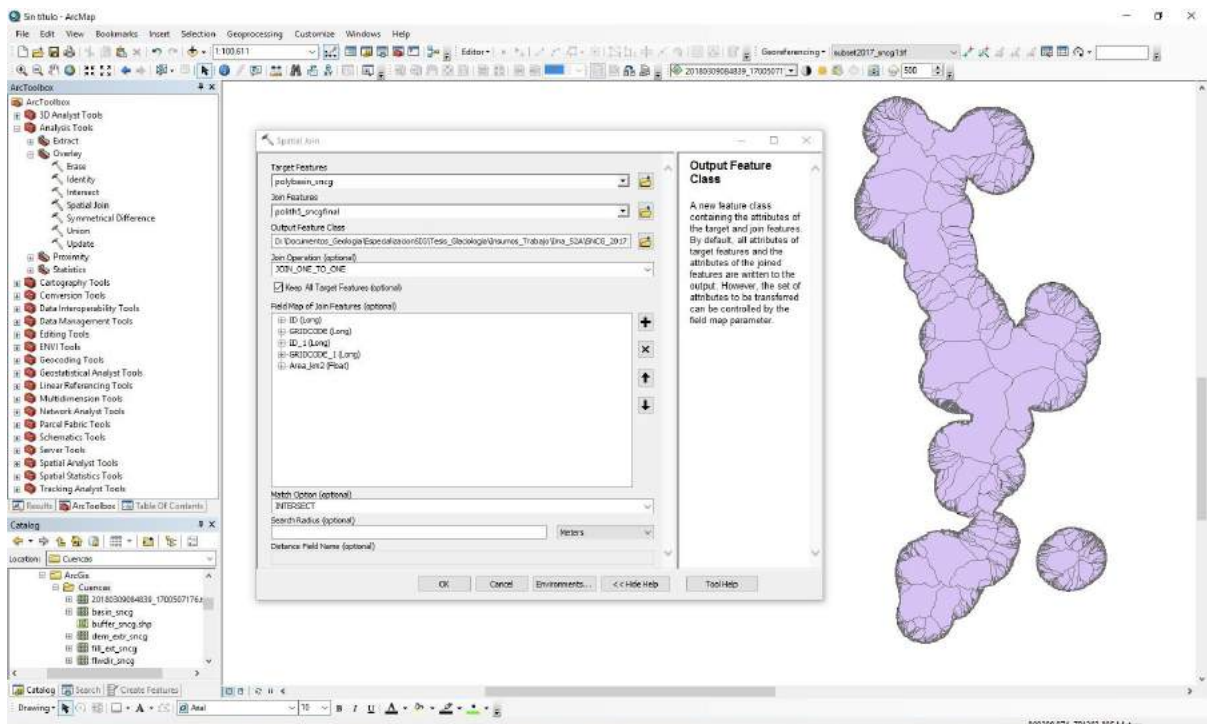 Sin título - ArcMap
File Edit View Bookmarks Insert Selection Geoprocessing Customize Windows Help
1:100,611
Editor
Georeferencing
subset2017_sncg1.tif
20180309084839_17005071
500
ArcToolbox
ArcToolbox
3D Analyst Tools
Analysis Tools
Extract
Overlay
Erase
Identity
Intersect
Spatial Join
Symmetrical Difference
Union
Update
Proximity
Statistics
Cartography Tools
Conversion Tools
Data Interoperability Tools
Data Management Tools
Editing Tools
ENVI Tools
Geocoding Tools
Geostatistical Analyst Tools
Linear Referencing Tools
Multidimension Tools
Network Analyst Tools
Parcel Fabric Tools
Schematics Tools
Server Tools
Spatial Analyst Tools
Spatial Statistics Tools
Tracking Analyst Tools
Results ArcToolbox Table Of Contents
Catalog
Location: Cuencas
ArcGis
Cuencas
20180309084839_1700507176
basin_sncg
buffer_sncg.shp
dem_extr_sncg
fill_ext_sncg
flwdir_sncg
Catalog Search Create Features
Drawing
Arial
10
B I U A
Spatial Join
Target Features
polybasin_sncg
Join Features
Output Feature Class
Join Operation (optional)
JOIN_ONE_TO_ONE
Keep All Target Features (optional)
Field Map of Join Features (optional)
ID (Long)
GRIDCODE (Long)
ID_1 (Long)
GRIDCODE_1 (Long)
Area_km2 (Float)
Match Option (optional)
INTERSECT
Search Radius (optional)
Meters
Distance Field Name (optional)
OK Cancel Environments... << Hide Help Tool Help
Output Feature
Class
A new feature class
containing the attributes of
the target and join features.
By default, all attributes of
target features and the
attributes of the joined
features are written to the
output. However, the set of
attributes to be transferred
can be controlled by the
field map parameter.